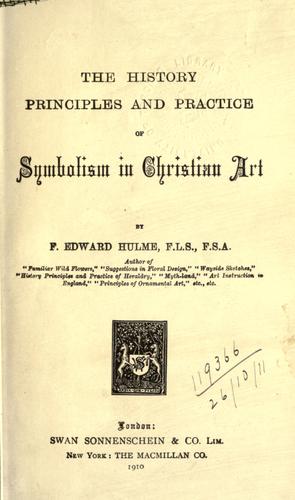 THE HISTORY
PRINCIPLES AND PRACTICE
OF
Symbolism in Christian Art
BY
F. EDWARD HULME, F.L.S., F.S.A.
Author of
"Familiar Wild Flowers," "Suggestions in Floral Design," "Wayside Sketches,"
"History Principles and Practice of Heraldry," "Myth-land," "Art Instruction in
England," "Principles of Ornamental Art," etc., etc.
119366
26/10/11
London:
SWAN SONNENSCHEIN & CO. LIM.
NEW YORK: THE MACMILLAN CO.
1910